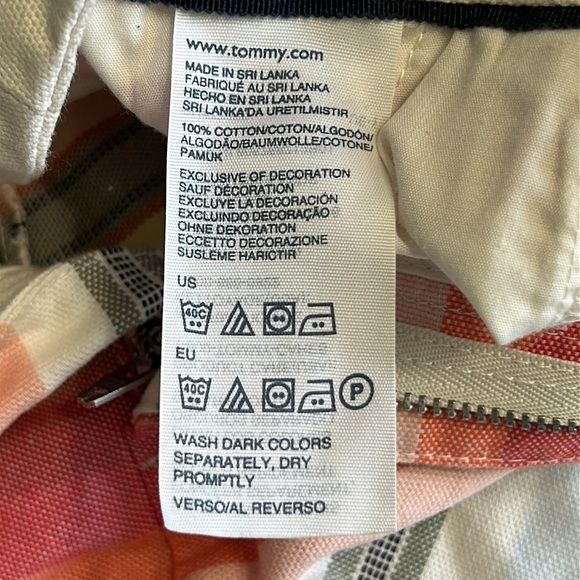 www.tommy.com
MADE IN SRI LANKA
FABRIQUÉ AU SRI LANKA
HECHO EN SRI LANKA
SRI LANKA'DA URETILMISTIR
100% COTTON/COTON/ALGODÓN/
ALGODÃO/BAUMWOLLE/COTONE/
PAMUK
EXCLUSIVE OF DECORATION
SAUF DÉCORATION
EXCLUYE LA DECORACIÓN
EXCLUINDO DECORAÇÃO
OHNE DEKORATION
ECCETTO DECORAZIONE
SUSLEME HARICTIR
US
40C
EU
40C P
WASH DARK COLORS
SEPARATELY, DRY
PROMPTLY
VERSO/AL REVERSO